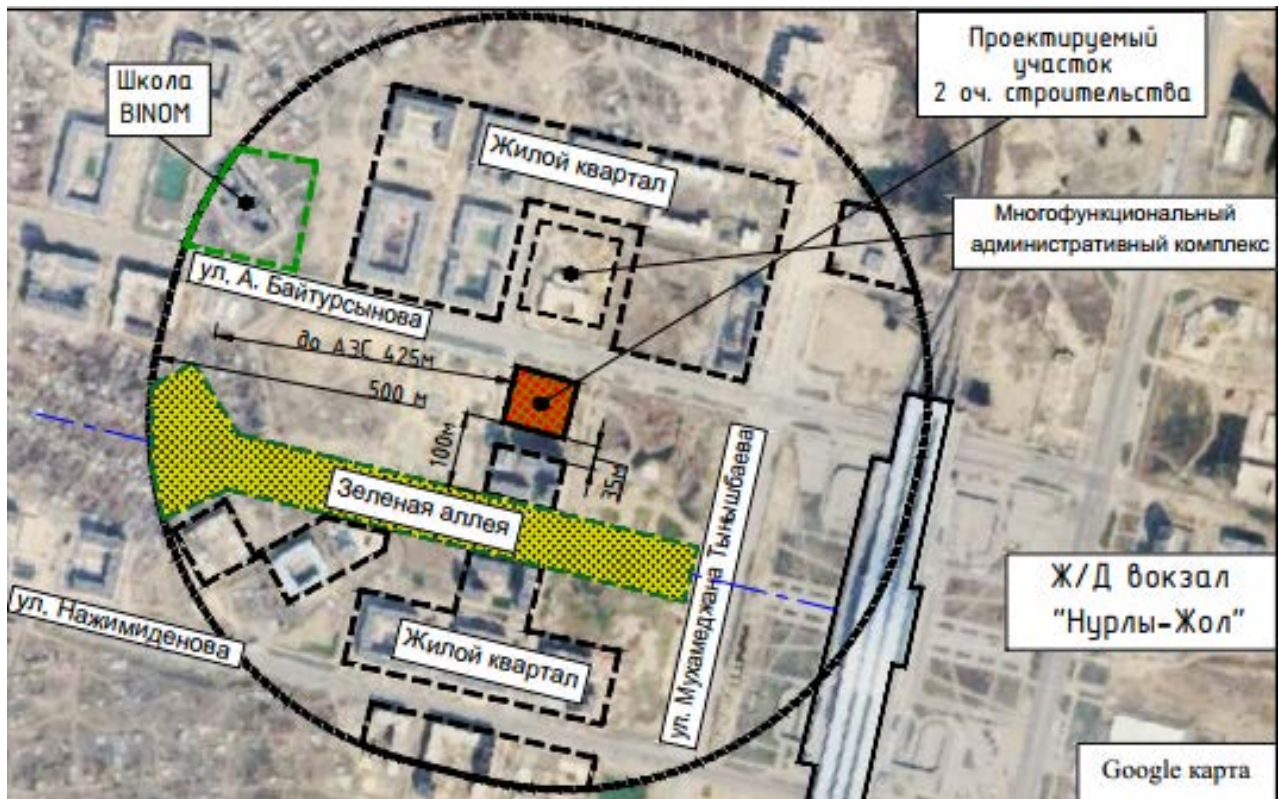 Проектируемый
участок
2 оч. строительства
Школа
BINOM
Жилой квартал
Многофункциональный
административный комплекс
ул. А. Байтурсынова
до АЗС 425м
500 м
100м
35м
Зеленая аллея
ул. Мухамеджана Тынышбаева
Ж/Д вокзал
"Нурлы-Жол"
ул. Нажимиденова
Жилой квартал
Google карта